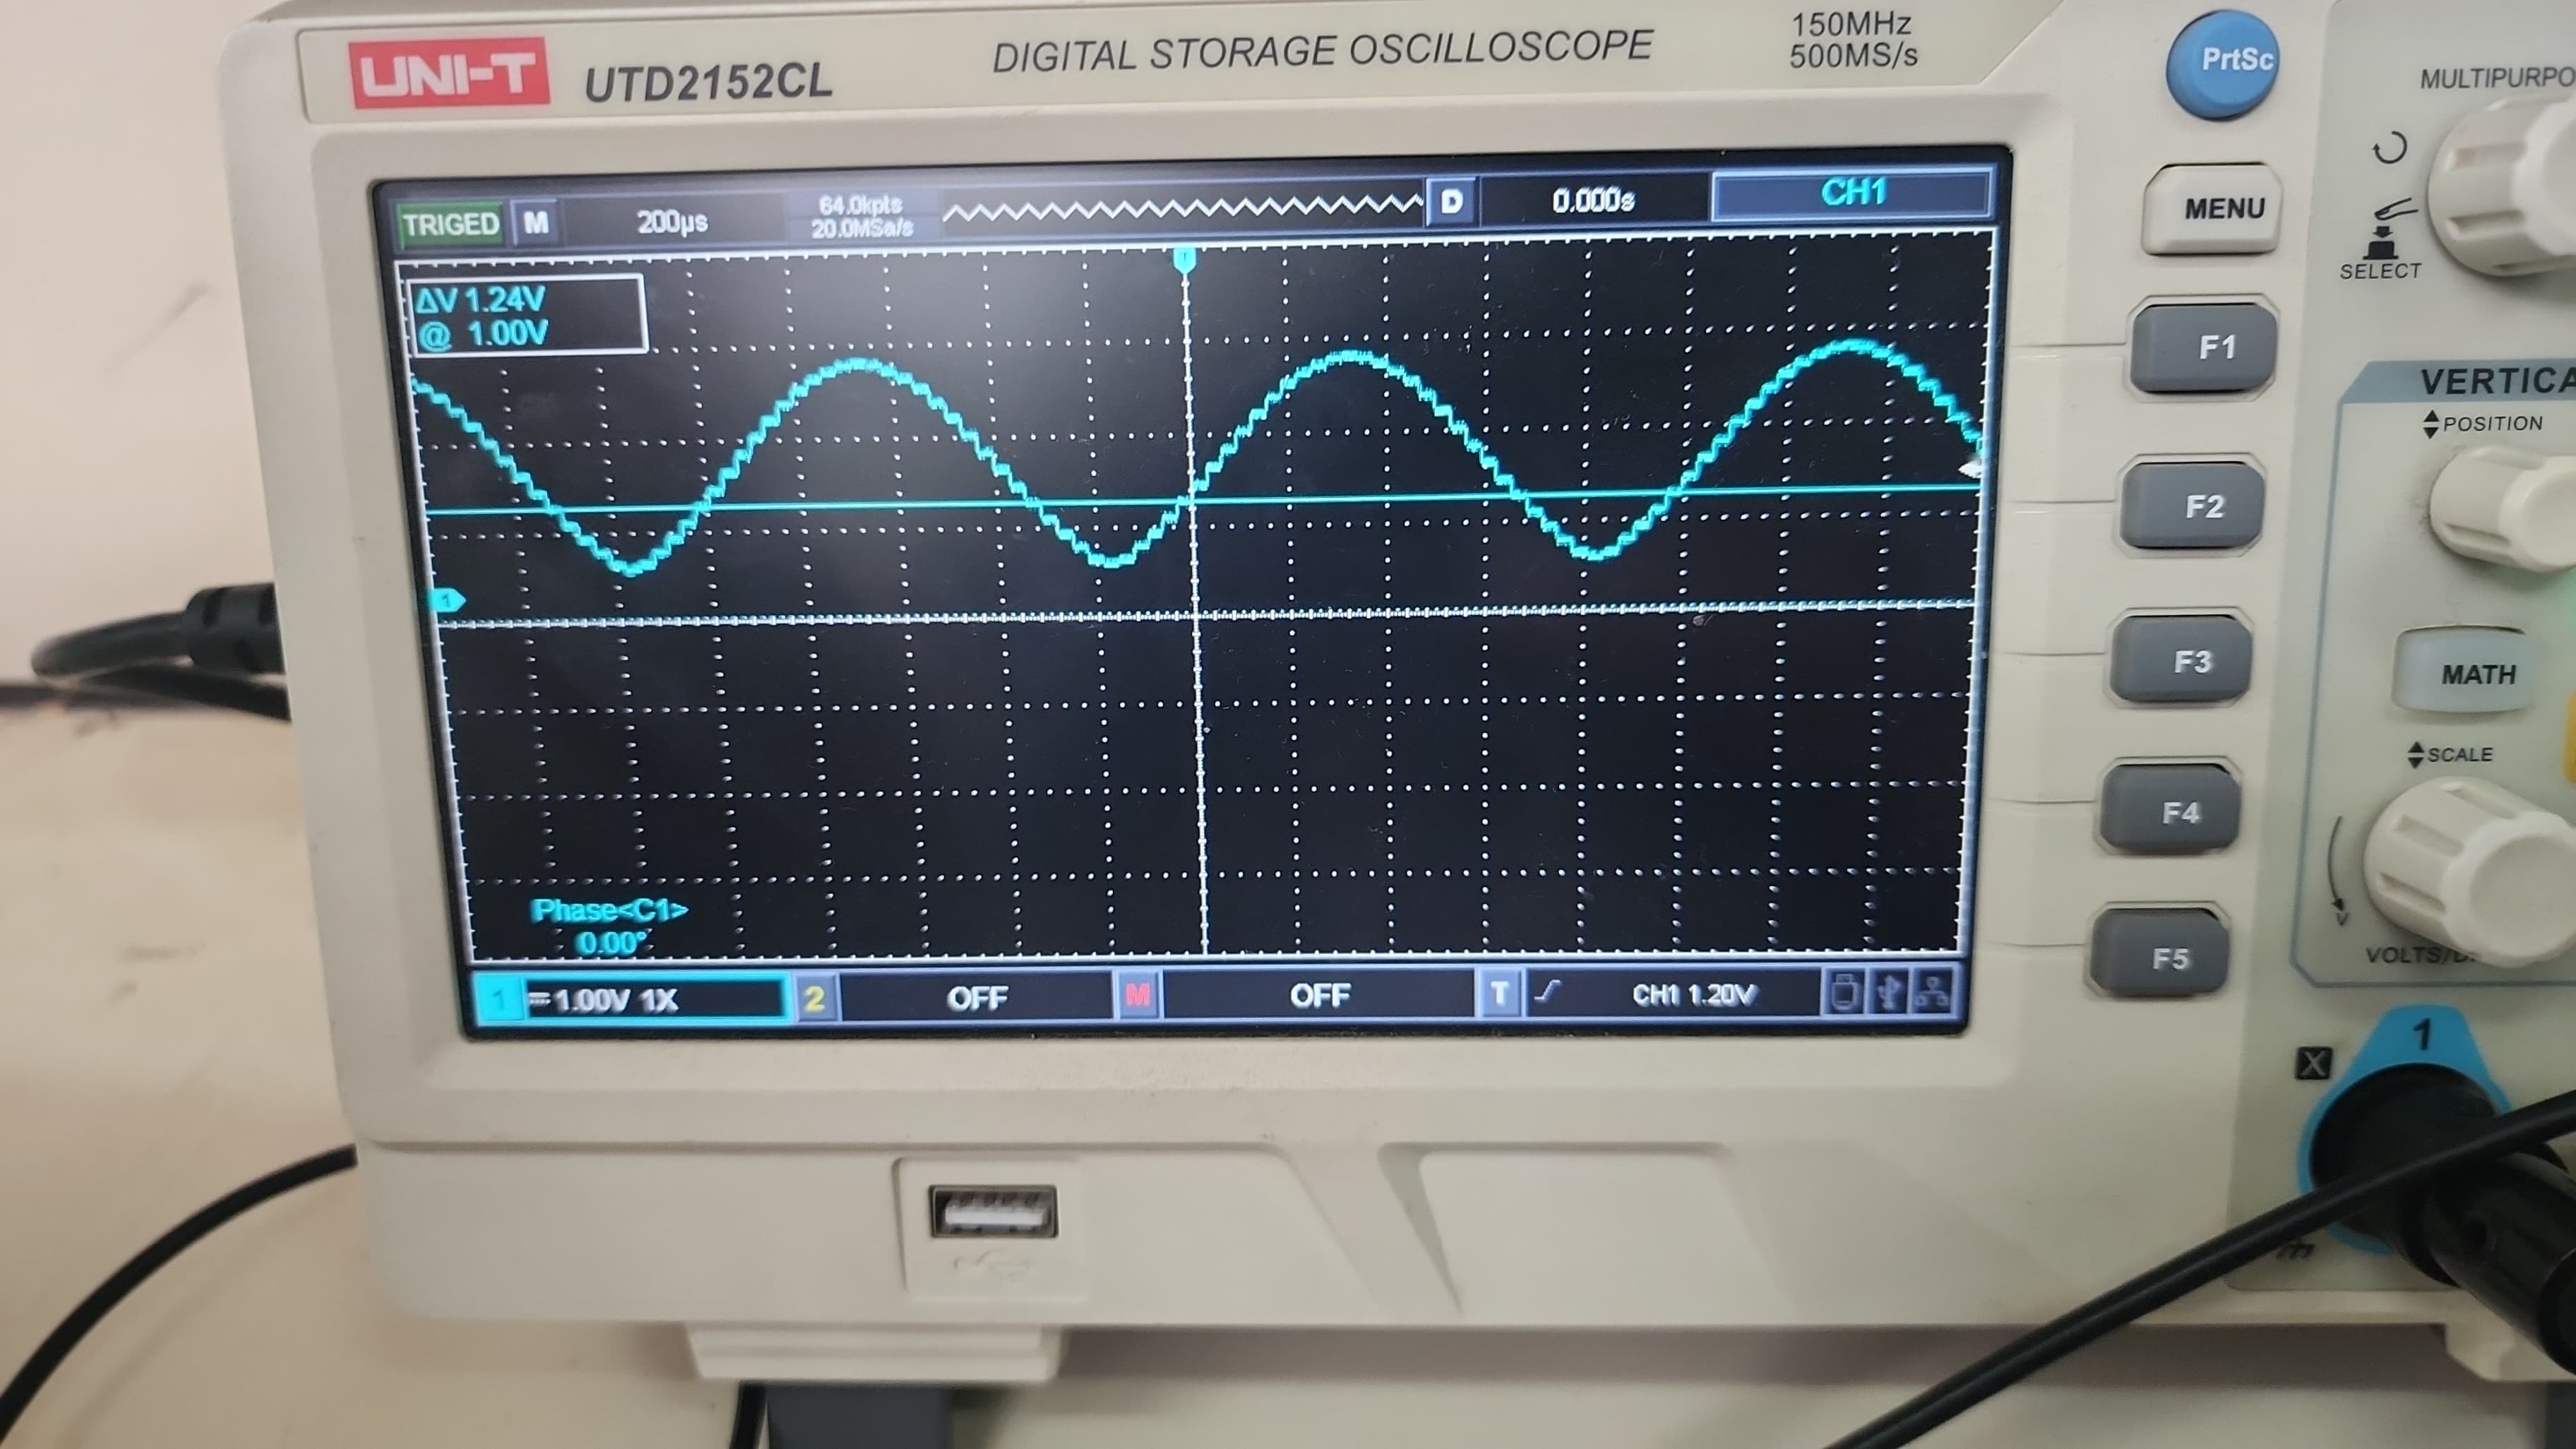 UNI-T
UTD2152CL
DIGITAL STORAGE OSCILLOSCOPE
150MHz
500MS/s
PrtSc
MULTIPURPO
SELECT
MENU
TRIGED M 200µs 64.0kpts
20.0MSa/s
D 0.000s CH1
ΔV 1.24V
@ 1.00V
F1
VERTICA
POSITION
F2
1
F3
MATH
SCALE
F4
Phase<C1>
0.00°
F5
VOLTS/D
1 1.00V 1X 2 OFF M OFF T CH1 1.20V
1
X